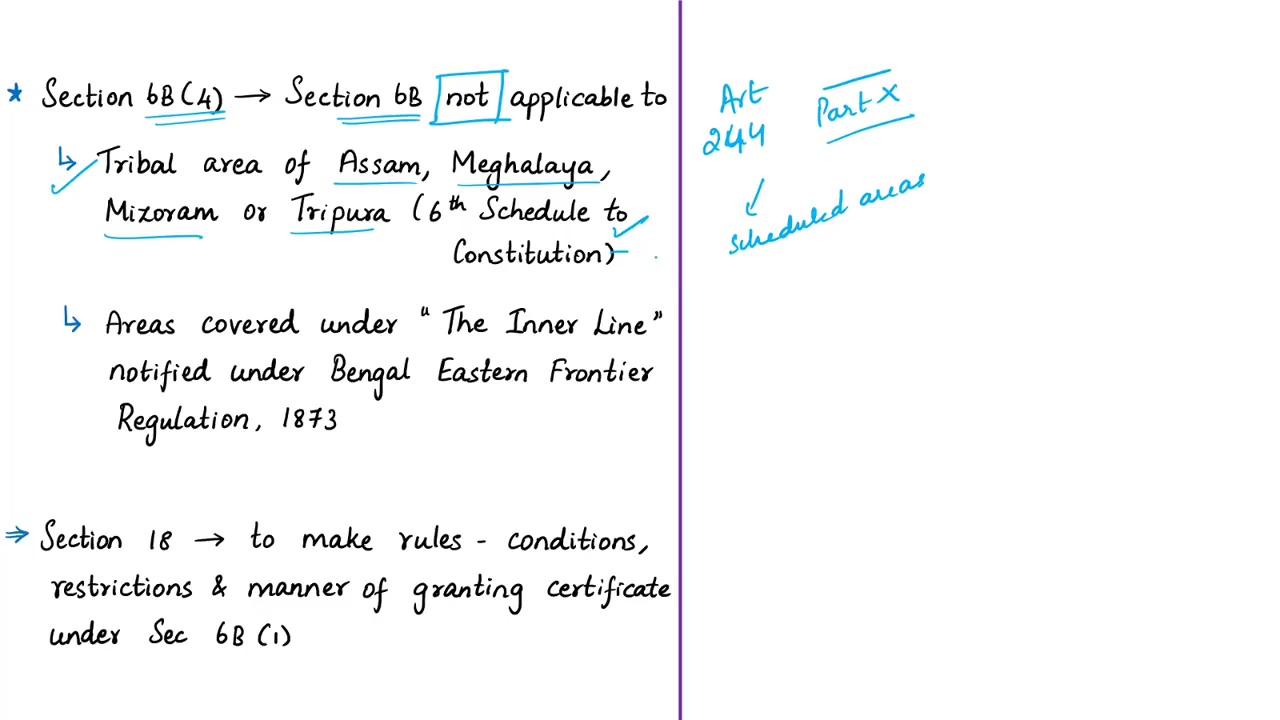 * Section 6B(4) → Section 6B not applicable to
↳ Tribal area of Assam, Meghalaya,
Mizoram or Tripura (6th Schedule to
Constitution)
↳ Areas covered under "The Inner Line"
notified under Bengal Eastern Frontier
Regulation, 1873
⇒ Section 18 → to make rules - conditions,
restrictions & manner of granting certificate
under Sec 6B (1)
Art Part X
244
↓
Scheduled areas